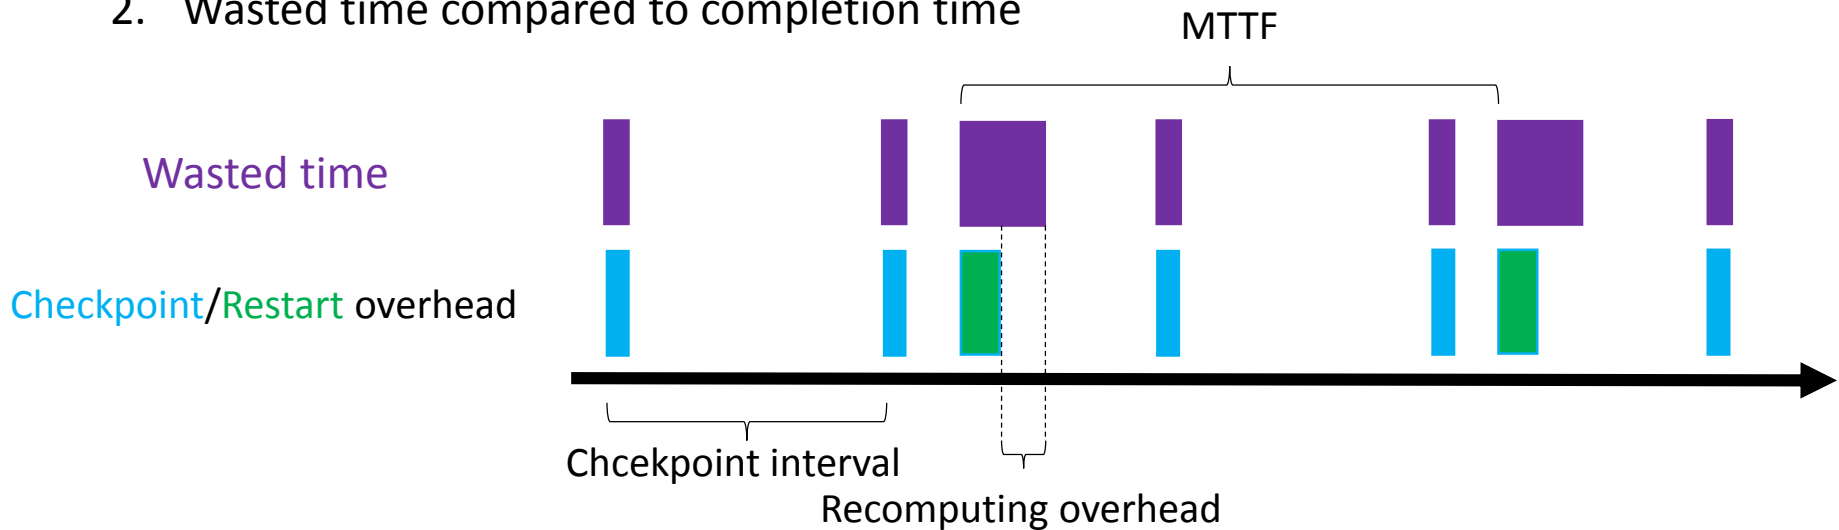 2. Wasted time compared to completion time
MTTF
Wasted time
Checkpoint/Restart overhead
Chcekpoint interval
Recomputing overhead